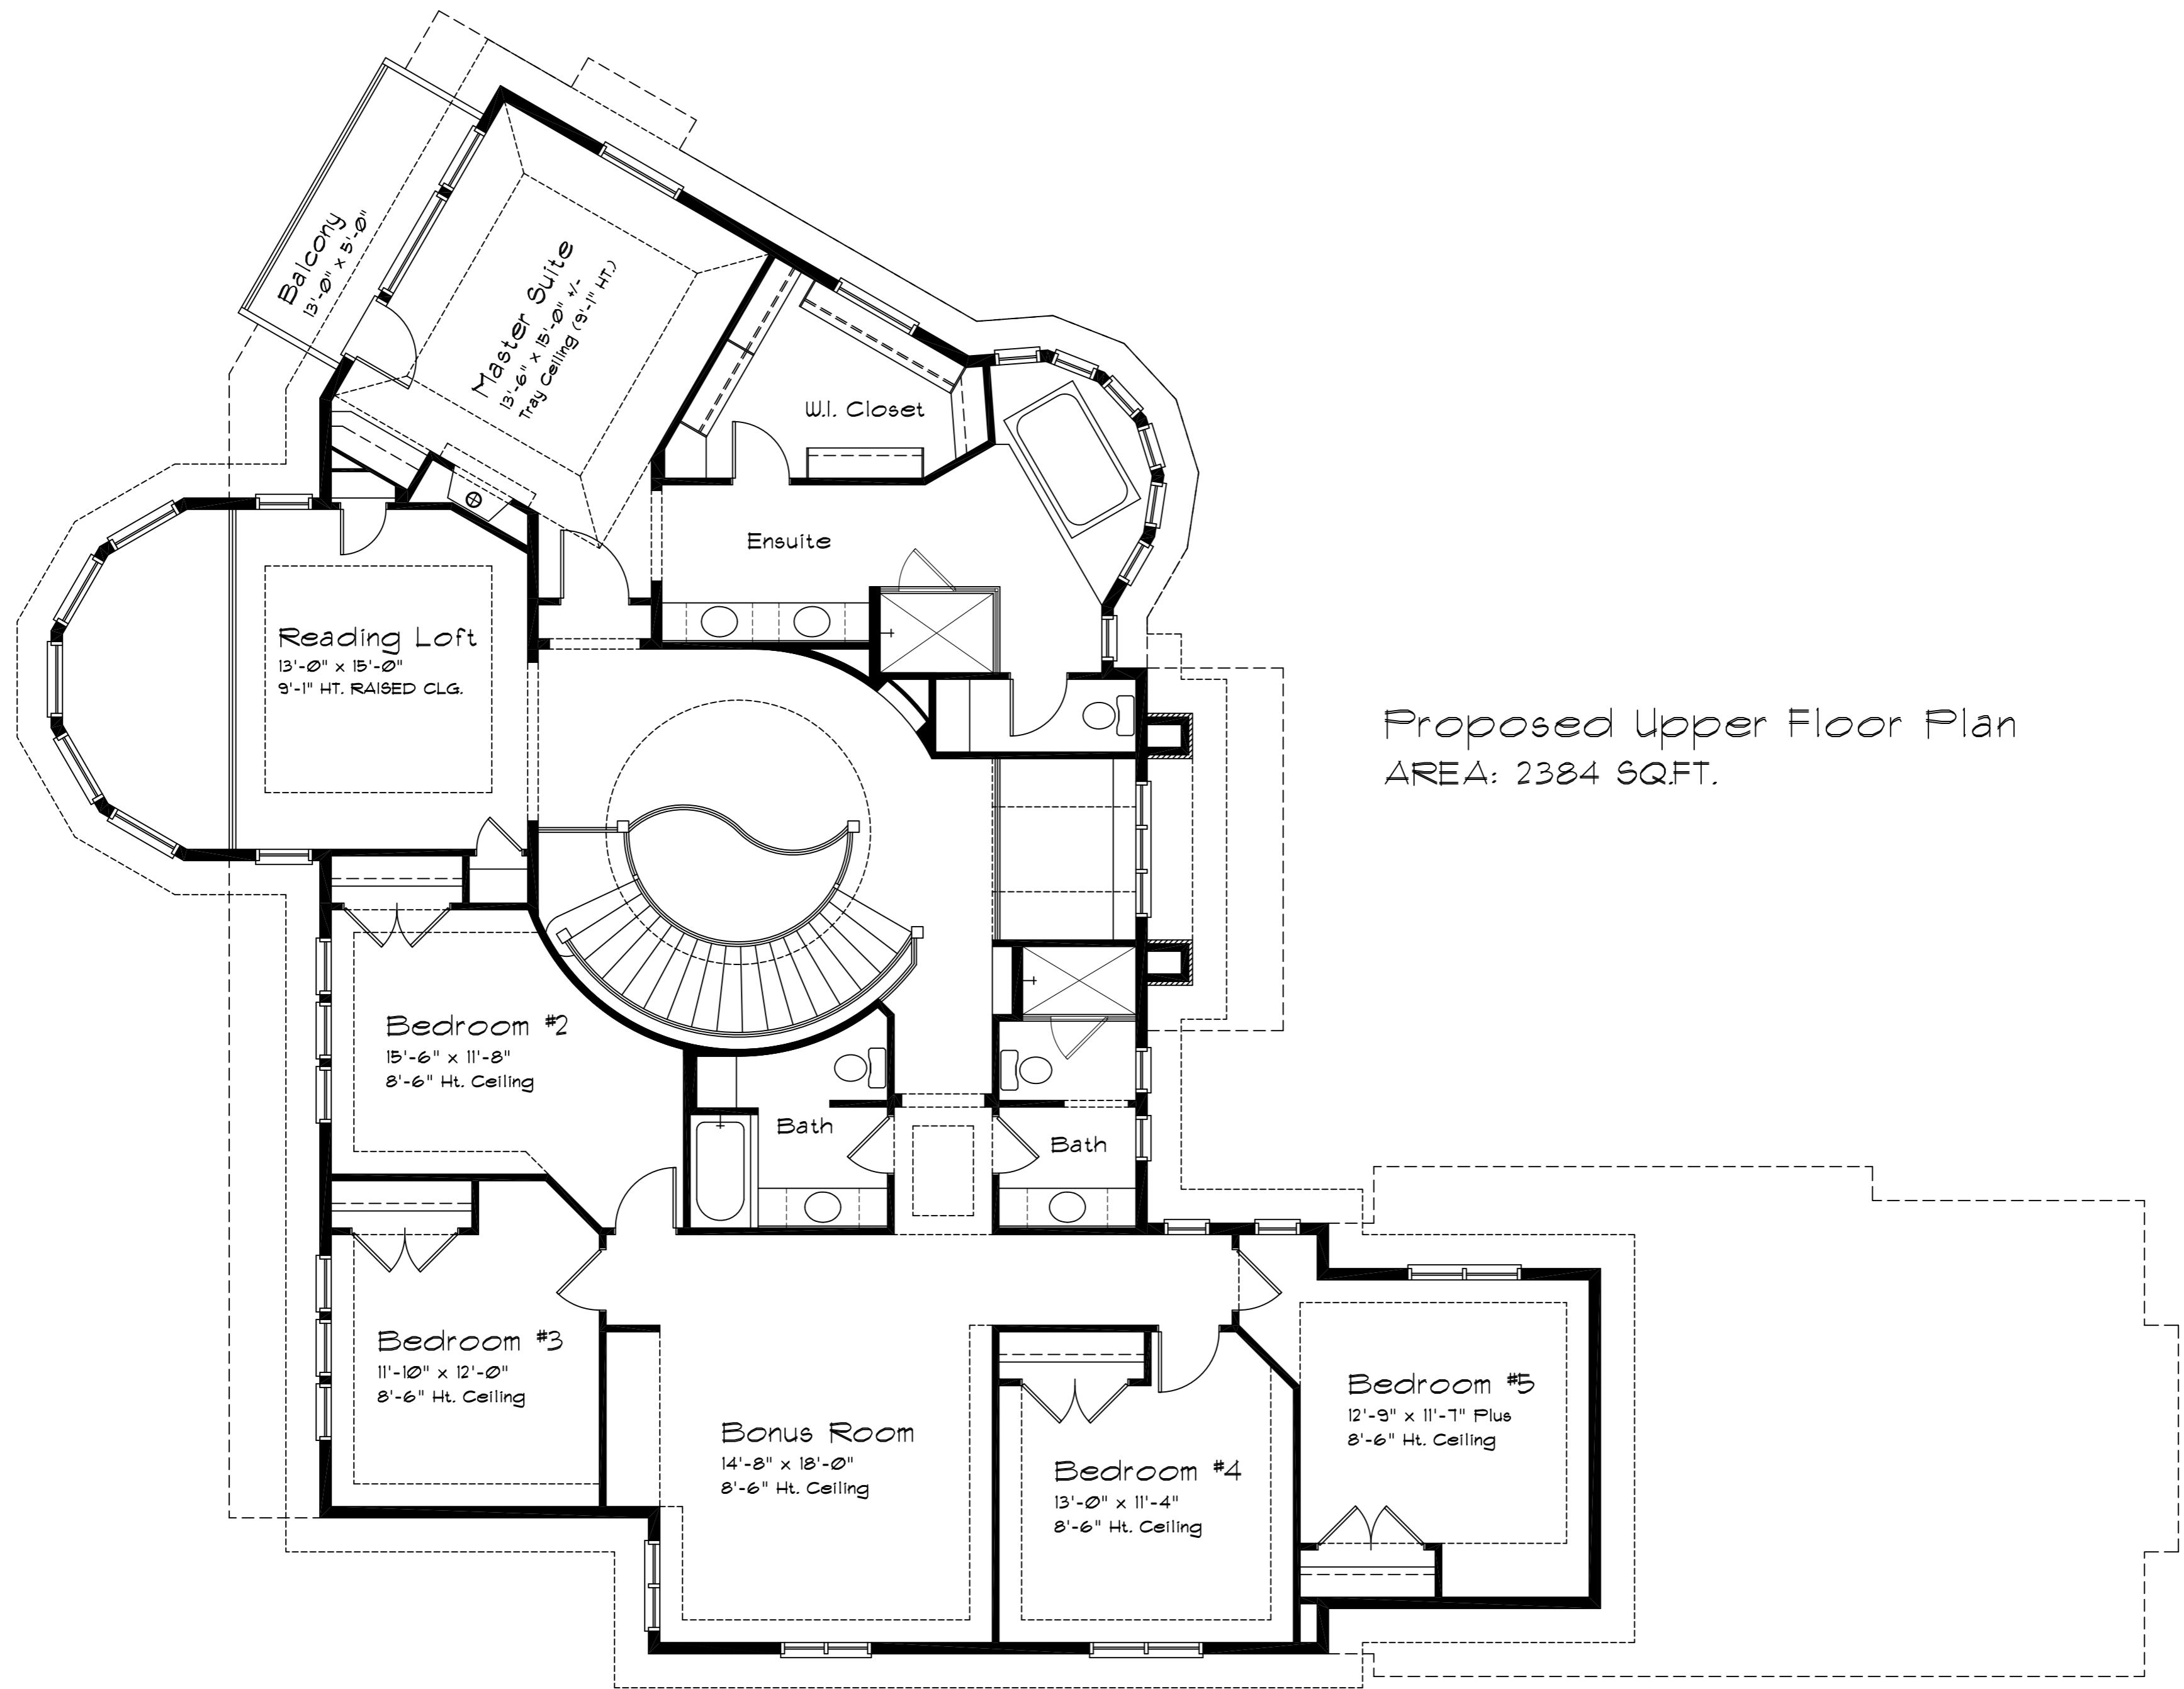 Balcony
13'-0" x 5'-0"
Master Suite
13'-6" x 15'-0" +/-
Tray Ceiling (9'-1" HT.)
W.I. Closet
Ensuite
Reading Loft
13'-0" x 15'-0"
9'-1" HT. RAISED CLG.
Proposed Upper Floor Plan
AREA: 2384 SQ.FT.
Bedroom #2
15'-6" x 11'-8"
8'-6" Ht. Ceiling
Bath
Bath
Bedroom #3
11'-10" x 12'-0"
8'-6" Ht. Ceiling
Bonus Room
14'-8" x 18'-0"
8'-6" Ht. Ceiling
Bedroom #4
13'-0" x 11'-4"
8'-6" Ht. Ceiling
Bedroom #5
12'-9" x 11'-7" Plus
8'-6" Ht. Ceiling